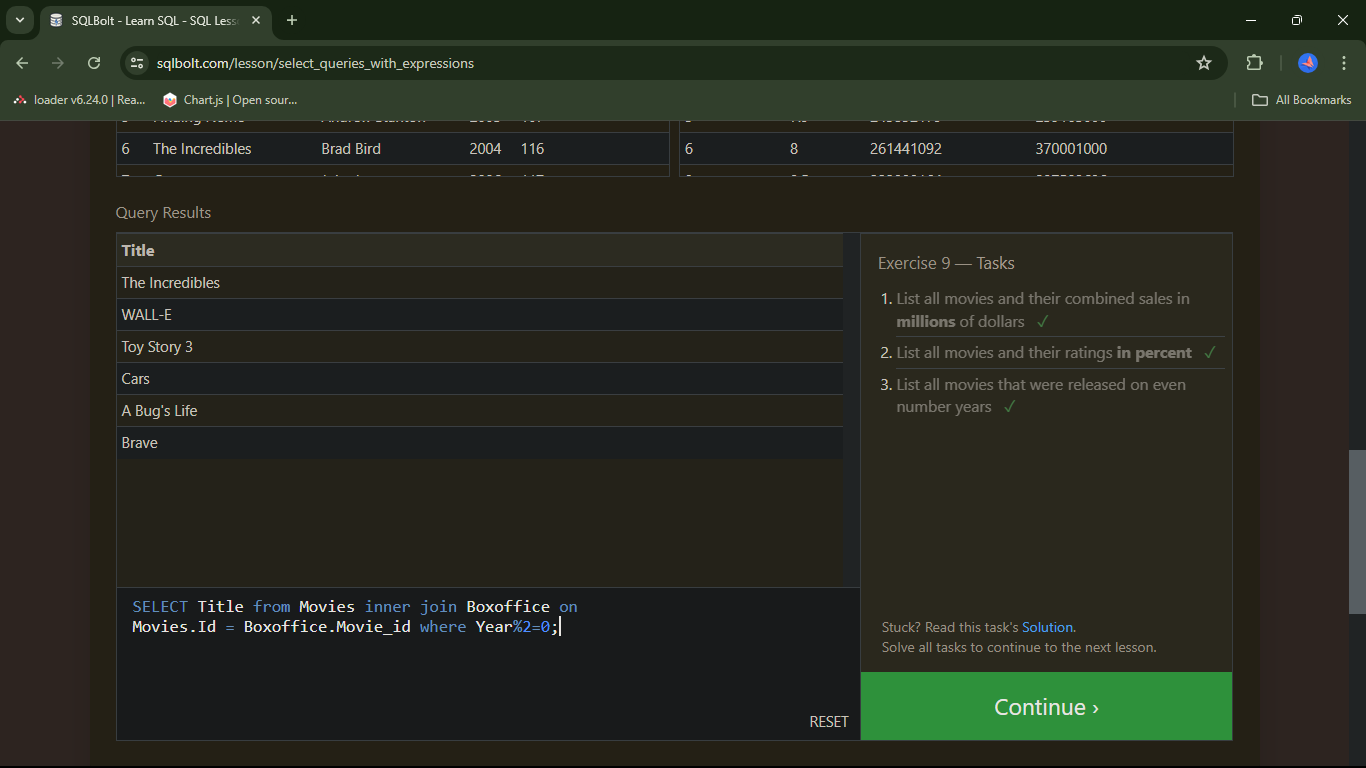 SQLBolt - Learn SQL - SQL Less
sqlbolt.com/lesson/select_queries_with_expressions
loader v6.24.0 | Rea... Chart.js | Open sour... All Bookmarks
6 The Incredibles Brad Bird 2004 116 6 8 261441092 370001000
Query Results
Title
The Incredibles
WALL-E
Toy Story 3
Cars
A Bug's Life
Brave
Exercise 9 — Tasks
1. List all movies and their combined sales in
millions of dollars ✓
2. List all movies and their ratings in percent ✓
3. List all movies that were released on even
number years ✓
SELECT Title from Movies inner join Boxoffice on
Movies.Id = Boxoffice.Movie_id where Year%2=0;
RESET
Stuck? Read this task's Solution.
Solve all tasks to continue to the next lesson.
Continue ›